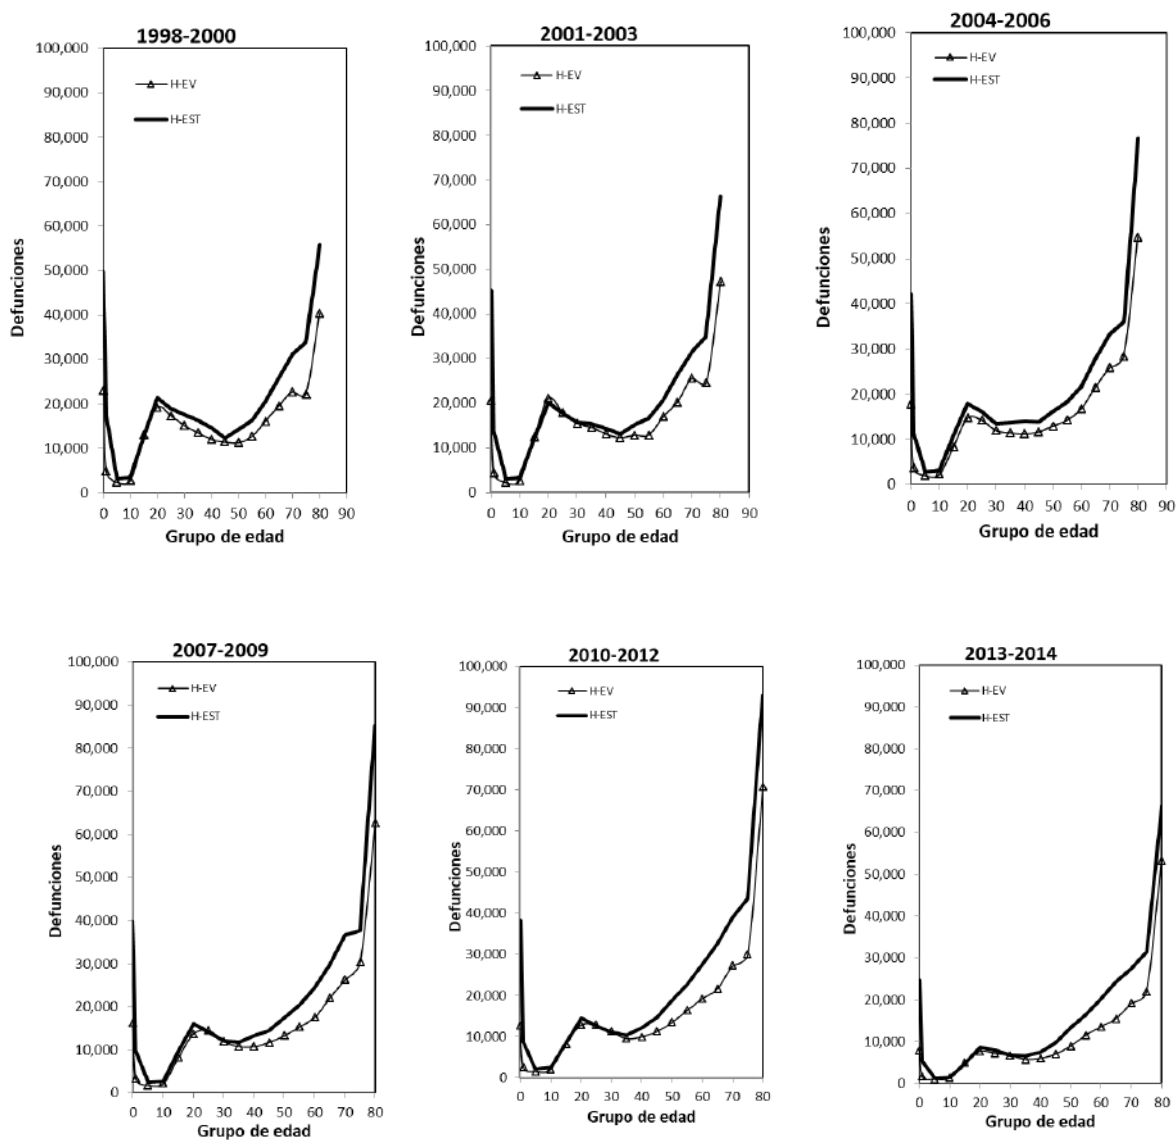 1998-2000
100,000
90,000
80,000
70,000
60,000
50,000
40,000
30,000
20,000
10,000
0
Defunciones
H-EV
H-EST
0 10 20 30 40 50 60 70 80 90
Grupo de edad
2001-2003
100,000
90,000
80,000
70,000
60,000
50,000
40,000
30,000
20,000
10,000
0
Defunciones
H-EV
H-EST
0 10 20 30 40 50 60 70 80 90
Grupo de edad
2004-2006
100,000
90,000
80,000
70,000
60,000
50,000
40,000
30,000
20,000
10,000
0
Defunciones
H-EV
H-EST
0 10 20 30 40 50 60 70 80 90
Grupo de edad
2007-2009
100,000
90,000
80,000
70,000
60,000
50,000
40,000
30,000
20,000
10,000
0
Defunciones
H-EV
H-EST
0 10 20 30 40 50 60 70 80
Grupo de edad
2010-2012
100,000
90,000
80,000
70,000
60,000
50,000
40,000
30,000
20,000
10,000
0
Defunciones
H-EV
H-EST
0 10 20 30 40 50 60 70 80
Grupo de edad
2013-2014
100,000
90,000
80,000
70,000
60,000
50,000
40,000
30,000
20,000
10,000
0
Defunciones
H-EV
H-EST
0 10 20 30 40 50 60 70 80
Grupo de edad